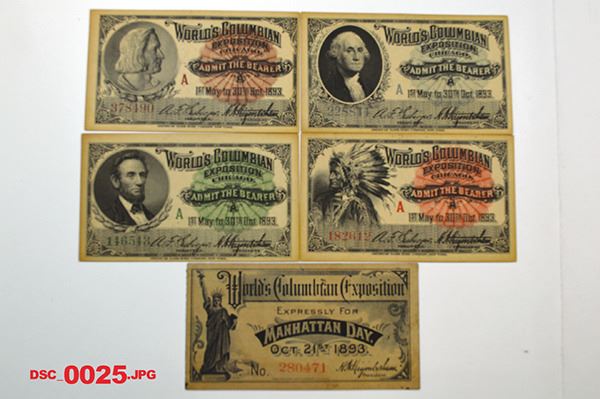 WORLD'S COLUMBIAN
EXPOSITION
CHICAGO
ADMIT THE BEARER
A
1ST May to 30TH Oct. 1893.
378490
WORLD'S COLUMBIAN
EXPOSITION
CHICAGO
ADMIT THE BEARER
A
1ST May to 30TH Oct. 1893.
WORLD'S COLUMBIAN
EXPOSITION
CHICAGO
ADMIT THE BEARER
A
1ST May to 30TH Oct. 1893.
146543
WORLD'S COLUMBIAN
EXPOSITION
CHICAGO
ADMIT THE BEARER
A
1ST May to 30TH Oct. 1893.
182612
World's Columbian Exposition
EXPRESSLY FOR
MANHATTAN DAY.
OCT. 21ST 1893.
No. 280471
DSC_0025.JPG